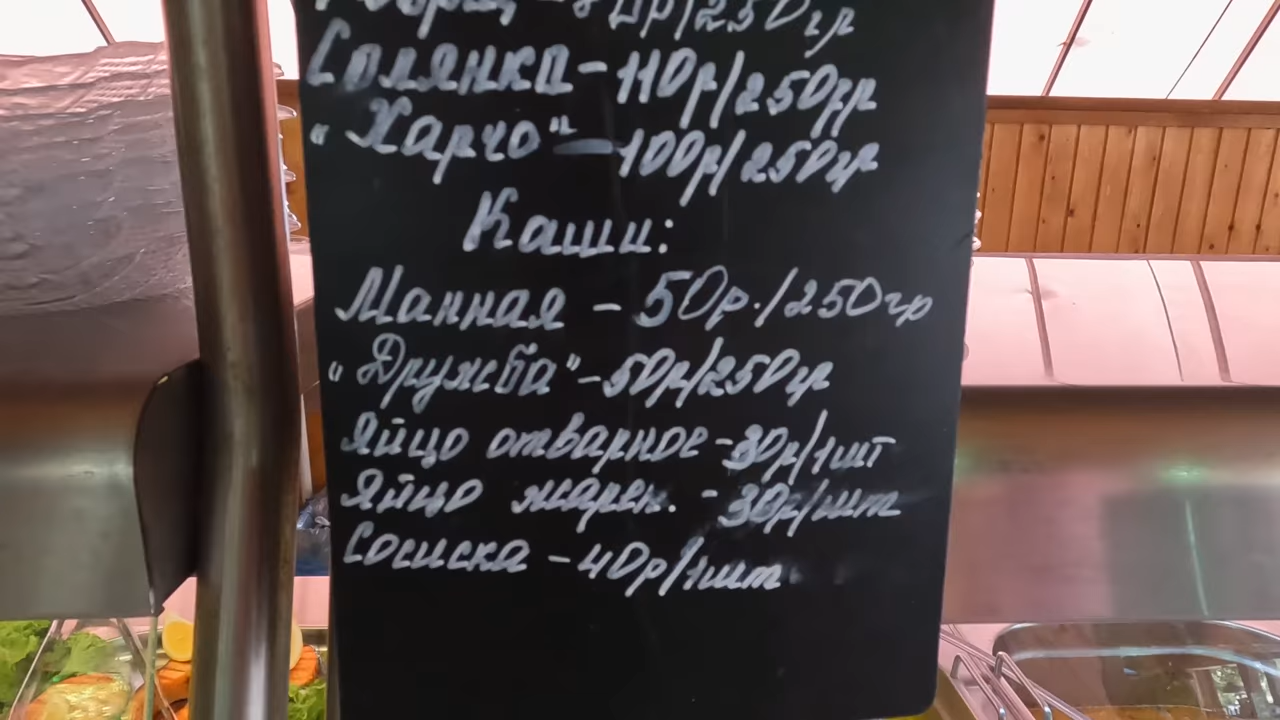 Солянка - 110р/250гр
"Харчо" - 100р/250гр
Каши:
Манная - 50р./250гр
"Дружба" - 50р/250гр
Яйцо отварное - 30р/1шт
Яйцо жарен. - 30р/шт
Сосиска - 40р/1шт